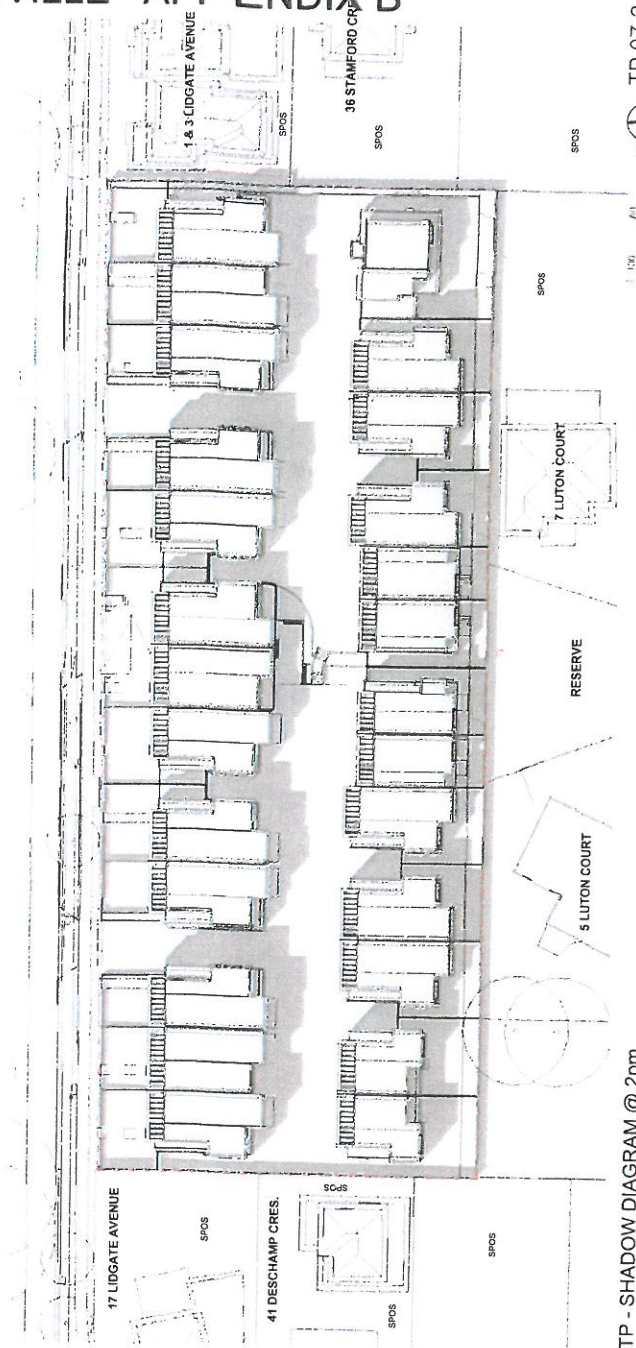 ENDIX B
1 & 3 LIDGATE AVENUE
SPOS
36 STAMFORD CR
SPOS
SPOS
SPOS
7 LUTON COURT
RESERVE
5 LUTON COURT
17 LIDGATE AVENUE
SPOS
41 DESCHAMP CRES.
SPOS
SPOS
SPOS
TP - SHADOW DIAGRAM @ 2pm